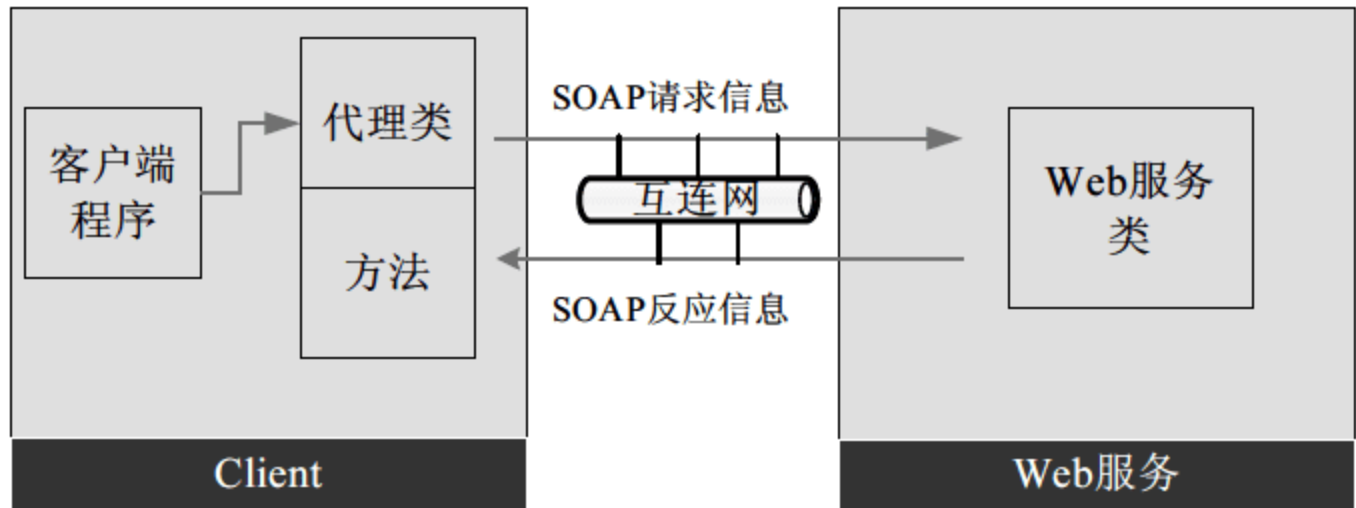 客户端
程序
代理类
方法
SOAP请求信息
互连网
SOAP反应信息
Web服务
类
Client
Web服务